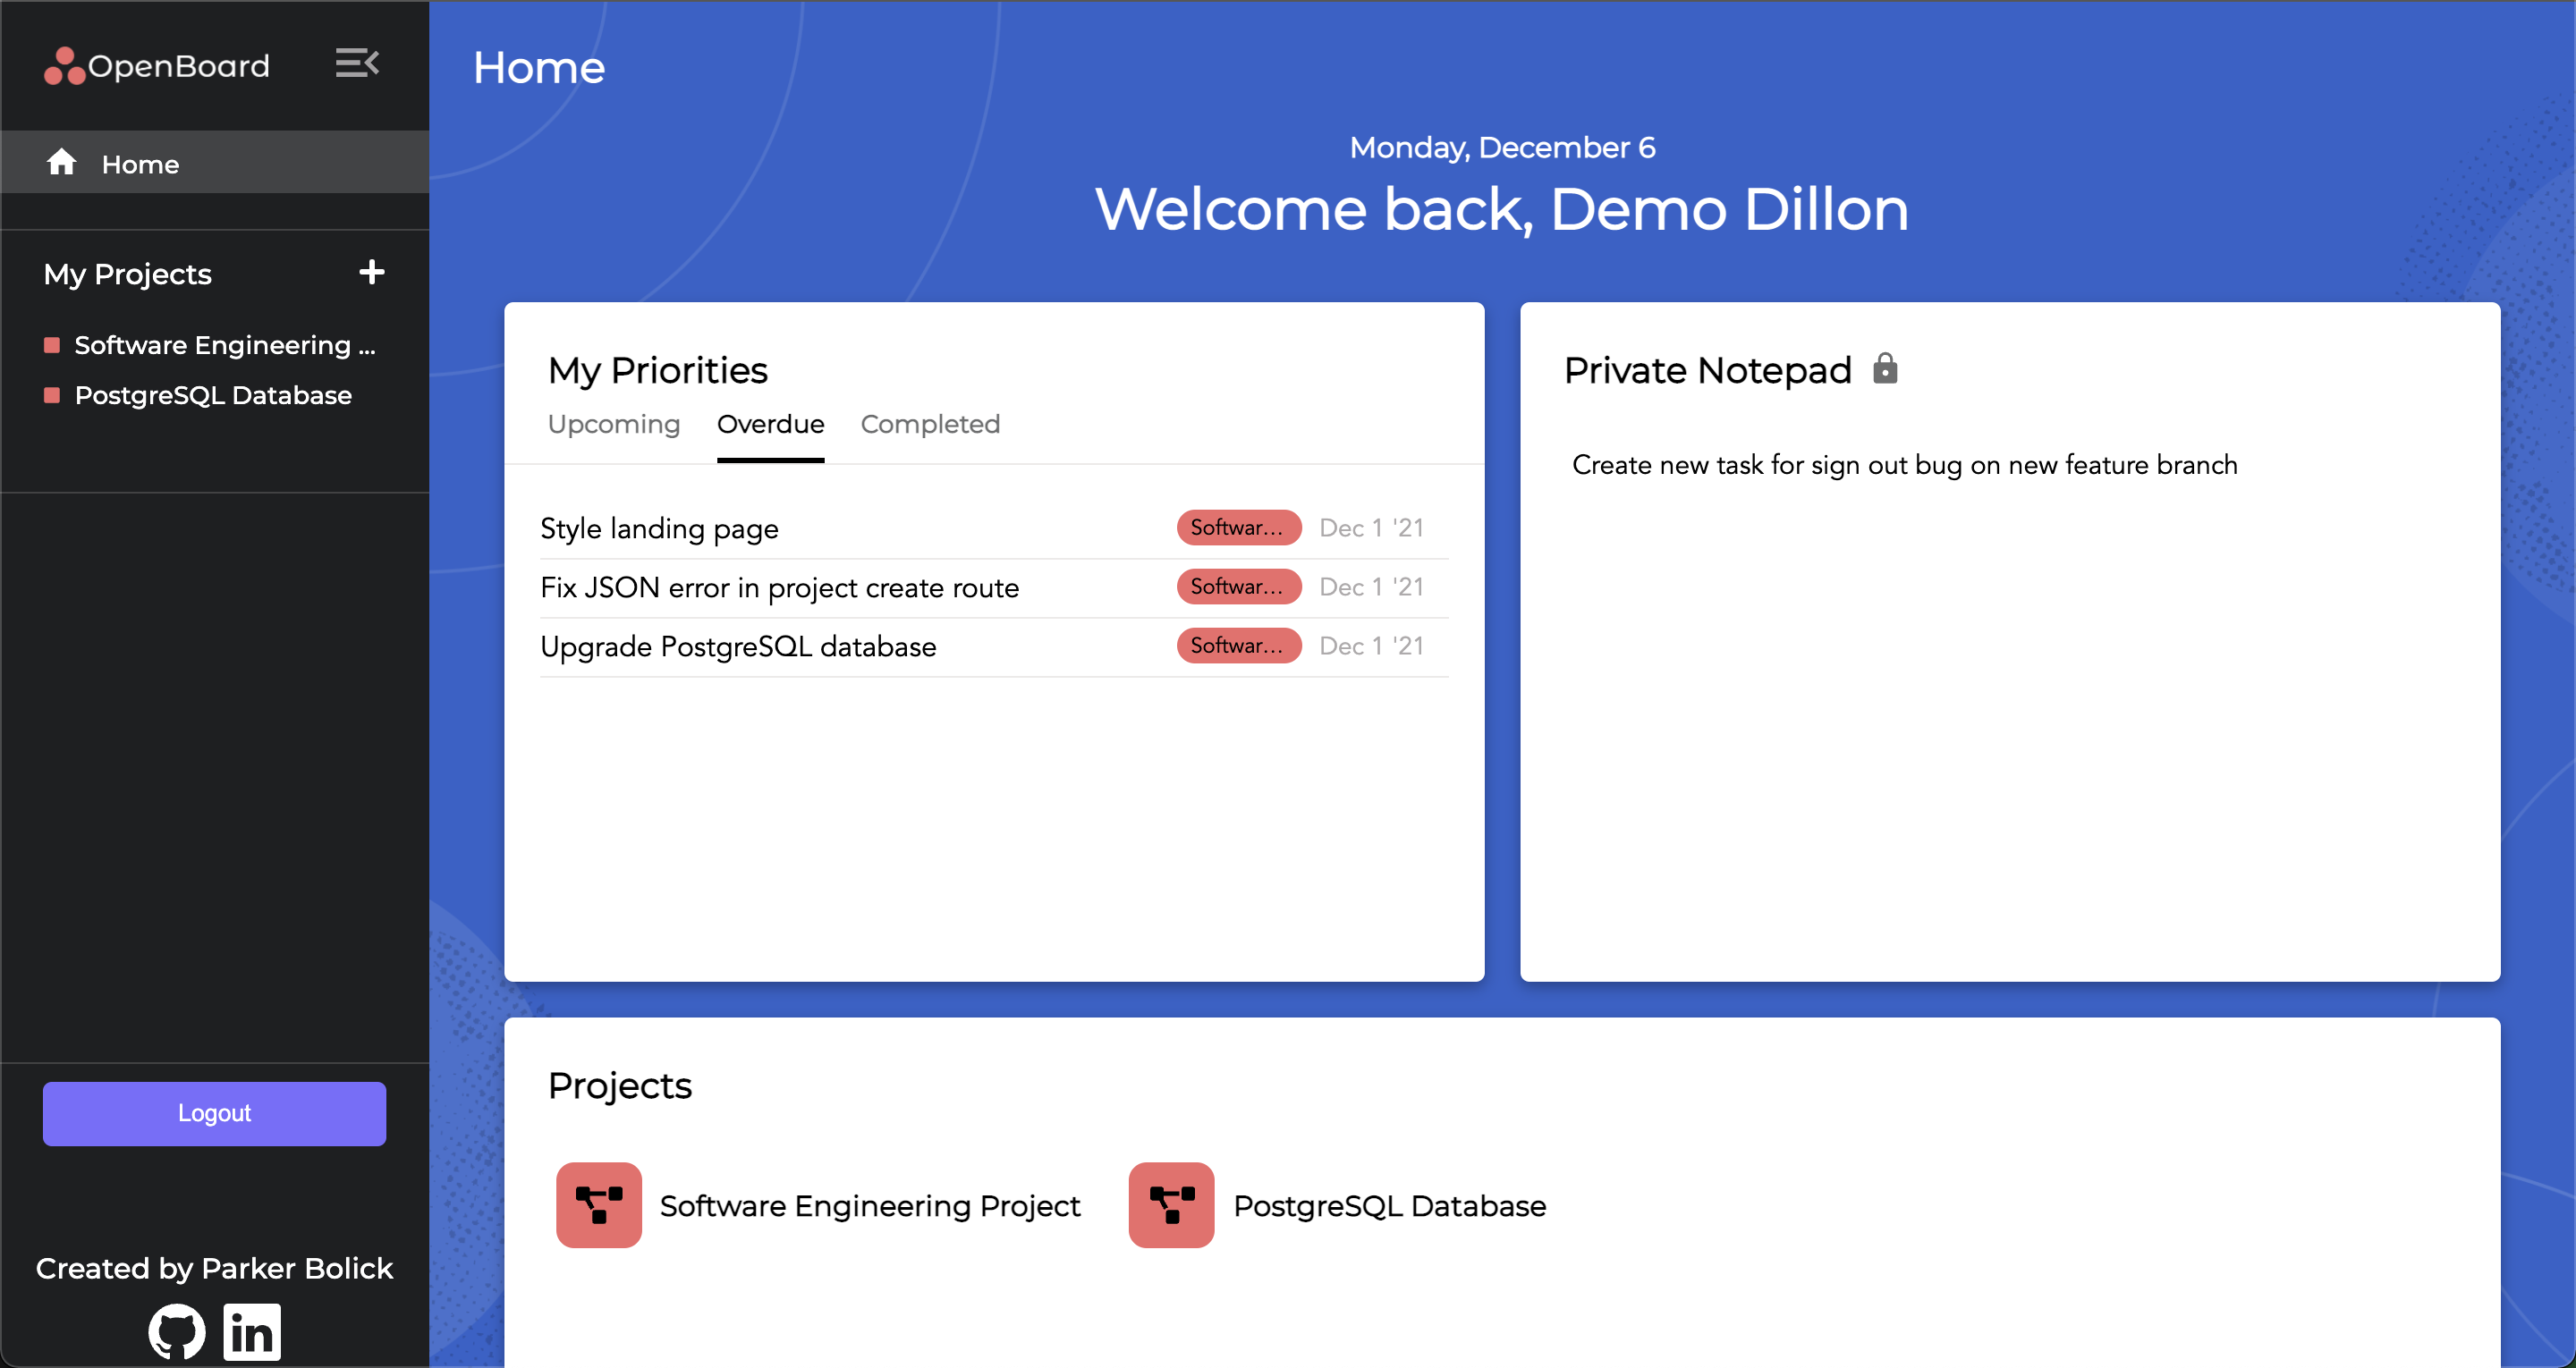 OpenBoard
Home
My Projects
Software Engineering ...
PostgreSQL Database
Logout
Created by Parker Bolick
in
Home
Monday, December 6
Welcome back, Demo Dillon
My Priorities
Upcoming Overdue Completed
Style landing page Softwar... Dec 1 '21
Fix JSON error in project create route Softwar... Dec 1 '21
Upgrade PostgreSQL database Softwar... Dec 1 '21
Private Notepad
Create new task for sign out bug on new feature branch
Projects
Software Engineering Project PostgreSQL Database